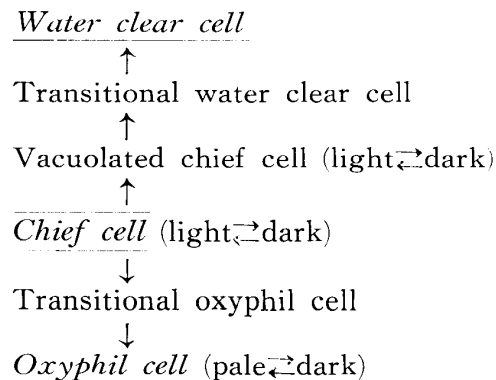 Water clear cell
↑
Transitional water clear cell
↑
Vacuolated chief cell (light⇄dark)
↑
Chief cell (light⇄dark)
↓
Transitional oxyphil cell
↓
Oxyphil cell (pale⇄dark)